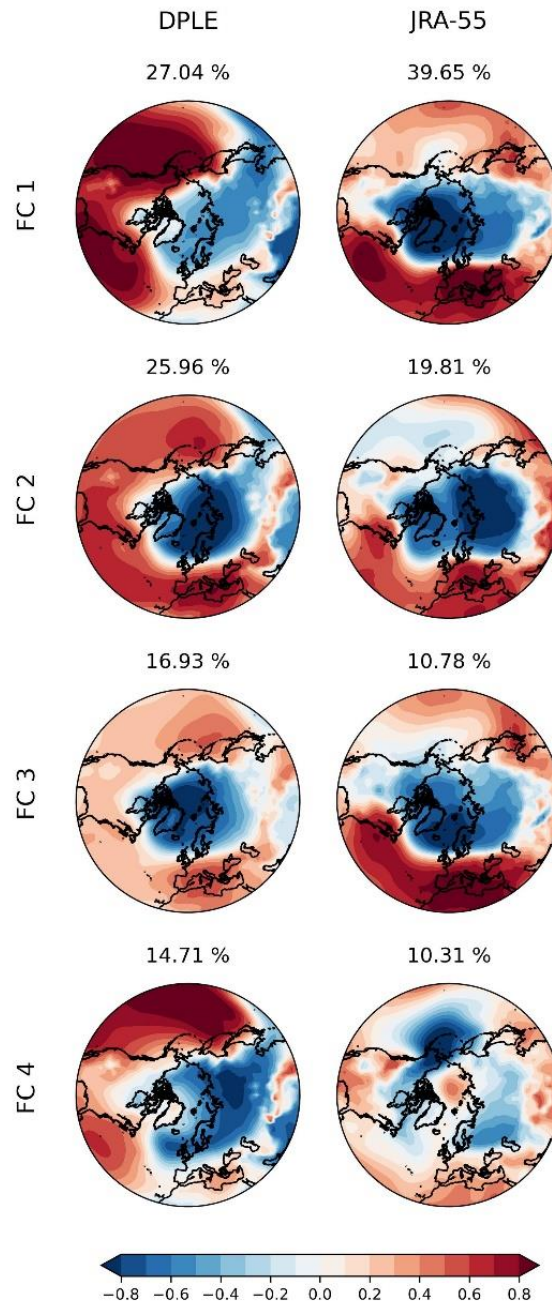 DPLE JRA-55
27.04 % 39.65 %
FC 1
25.96 % 19.81 %
FC 2
16.93 % 10.78 %
FC 3
14.71 % 10.31 %
FC 4
−0.8 −0.6 −0.4 −0.2 0.0 0.2 0.4 0.6 0.8